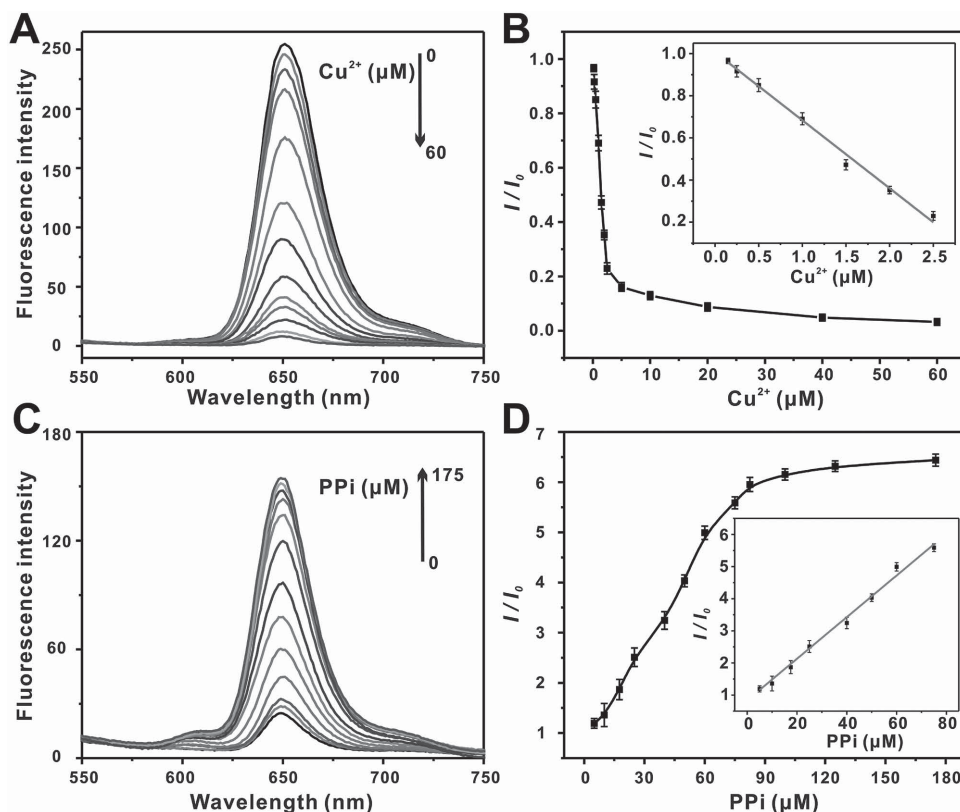 A
250
200
150
100
50
0
Cu²⁺ (μM)
0
60
Fluorescence intensity
550 600 650 700 750
Wavelength (nm)
B
1.0
0.8
0.6
0.4
0.2
0.0
I / I₀
0 10 20 30 40 50 60
Cu²⁺ (μM)
1.0
0.8
0.6
0.4
0.2
I / I₀
0.0 0.5 1.0 1.5 2.0 2.5
Cu²⁺ (μM)
C
180
120
60
0
PPi (μM)
175
0
Fluorescence intensity
550 600 650 700 750
Wavelength (nm)
D
7
6
5
4
3
2
1
I / I₀
0 30 60 90 120 150 180
PPi (μM)
6
5
4
3
2
1
I / I₀
0 20 40 60 80
PPi (μM)